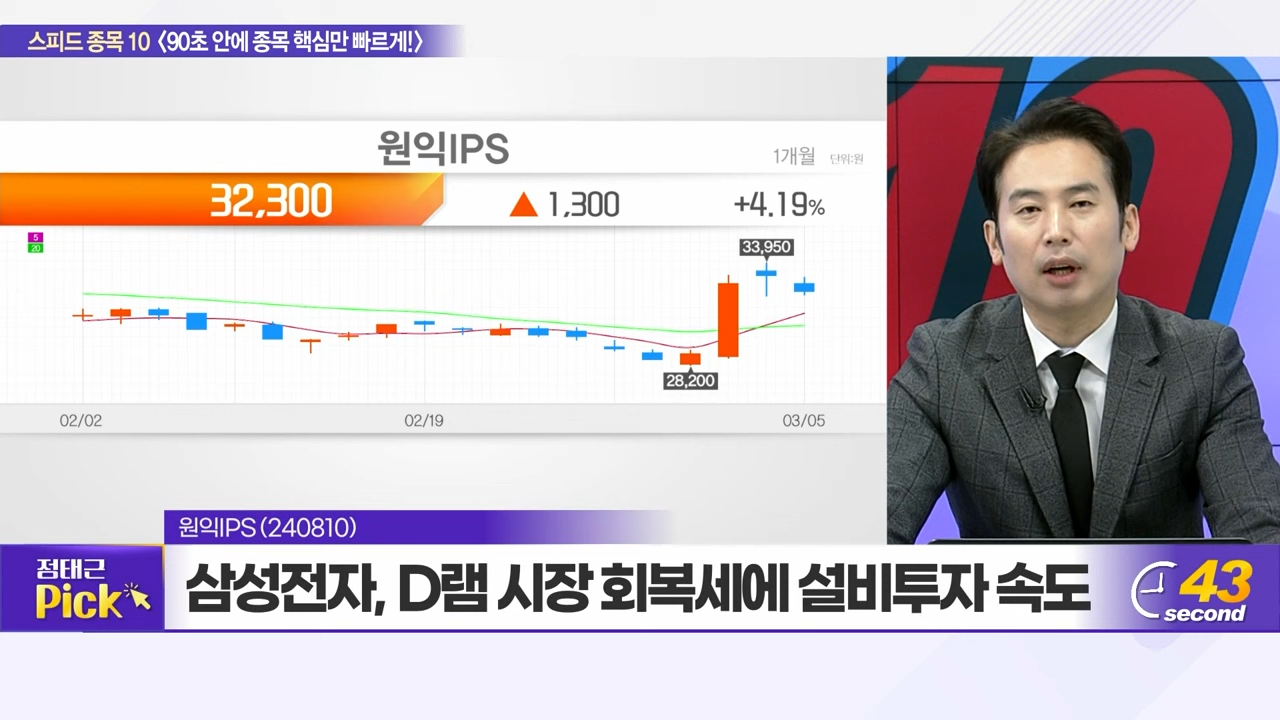 스피드 종목 10 〈90초 안에 종목 핵심만 빠르게!〉
원익IPS
1개월 단위:원
32,300 ▲ 1,300 +4.19%
5
20
33,950
28,200
02/02 02/19 03/05
원익IPS(240810)
정태근
Pick
삼성전자, D램 시장 회복세에 설비투자 속도
43
second
10